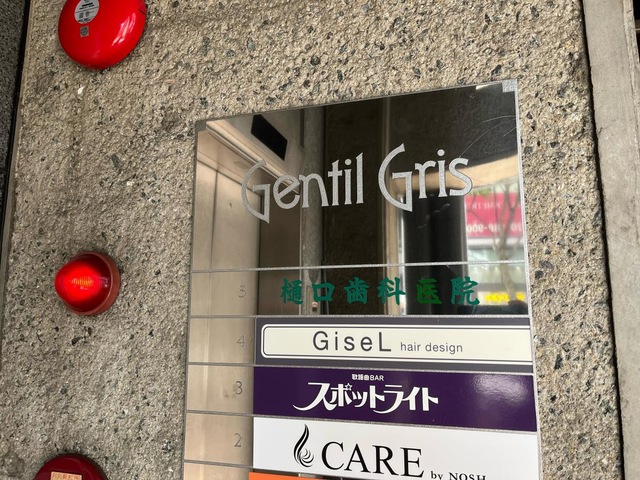 Gentil Gris
5 樋口歯科医院
4 GiseL hair design
3 歌謡曲BAR
スポットライト
2 CARE by NOSH